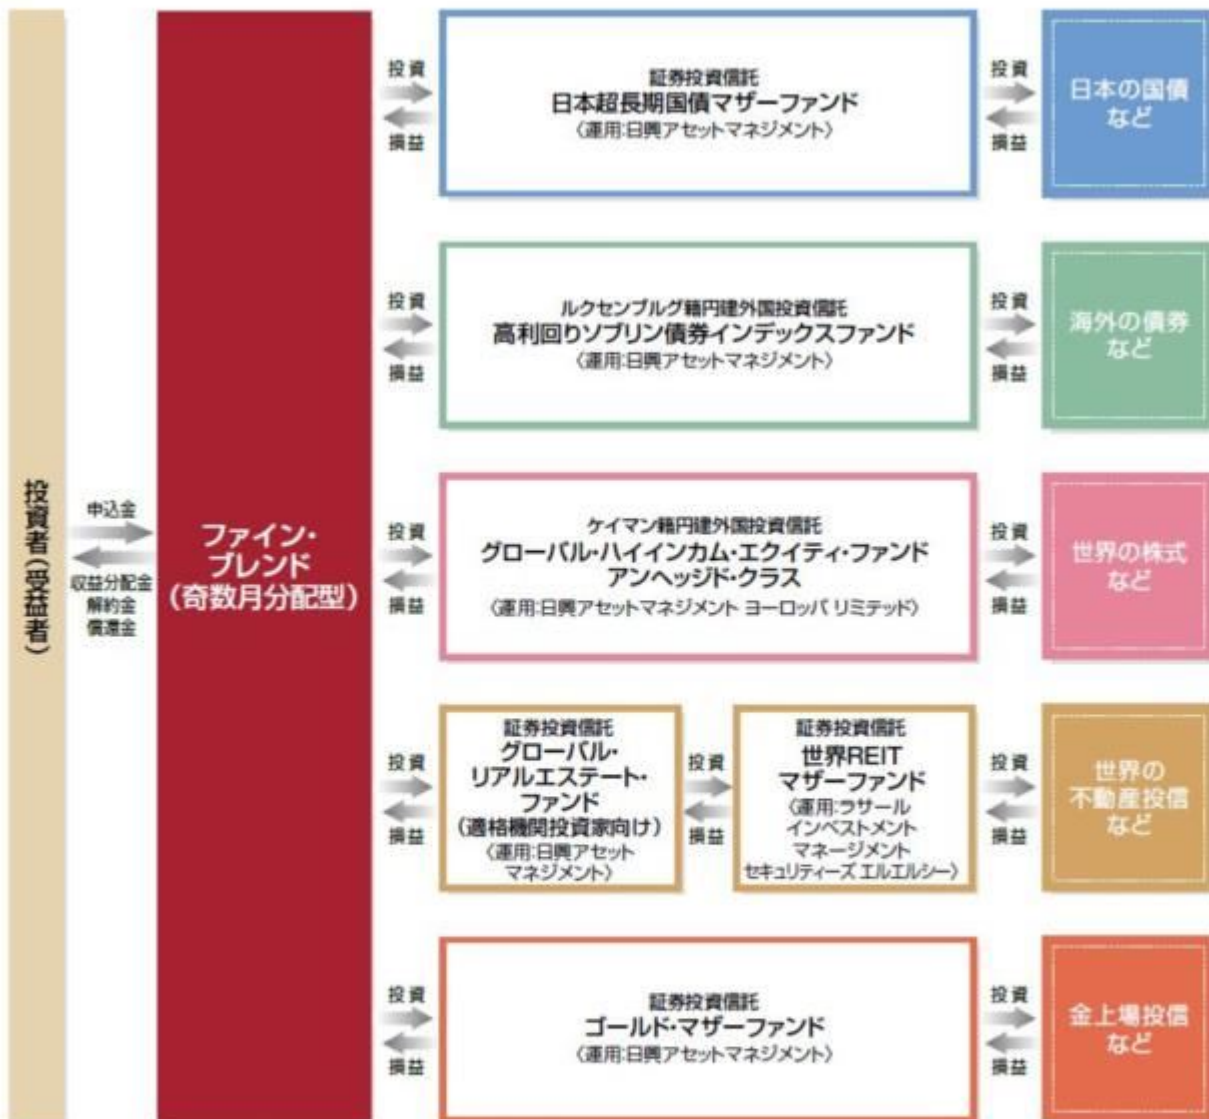 投資者(受益者)
申込金
収益分配金
解約金
償還金
ファイン・
ブレンド
(奇数月分配型)
投資
損益
証券投資信託
日本超長期国債マザーファンド
〈運用:日興アセットマネジメント〉
投資
損益
日本の国債
など
投資
損益
ルクセンブルグ籍円建外国投資信託
高利回りソブリン債券インデックスファンド
〈運用:日興アセットマネジメント〉
投資
損益
海外の債券
など
投資
損益
ケイマン籍円建外国投資信託
グローバル・ハイインカム・エクイティ・ファンド
アンヘッジド・クラス
〈運用:日興アセットマネジメント ヨーロッパ リミテッド〉
投資
損益
世界の株式
など
投資
損益
証券投資信託
グローバル・
リアルエステート・
ファンド
(適格機関投資家向け)
〈運用:日興アセット
マネジメント〉
投資
損益
証券投資信託
世界REIT
マザーファンド
〈運用:ラサール
インベストメント
マネージメント
セキュリティーズ エルエルシー〉
投資
損益
世界の
不動産投信
など
投資
損益
証券投資信託
ゴールド・マザーファンド
〈運用:日興アセットマネジメント〉
投資
損益
金上場投信
など